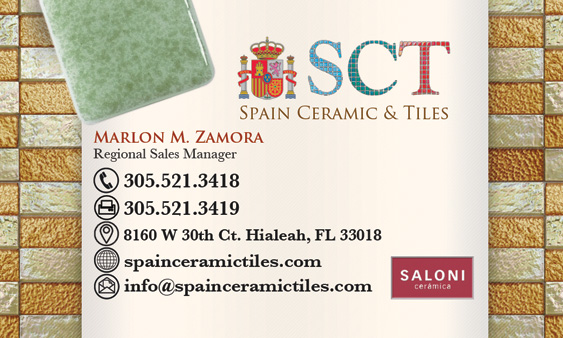 SCT
SPAIN CERAMIC & TILES
MARLON M. ZAMORA
Regional Sales Manager
305.521.3418
305.521.3419
8160 W 30th Ct. Hialeah, FL 33018
spainceramictiles.com
info@spainceramictiles.com
SALONI
cerámica